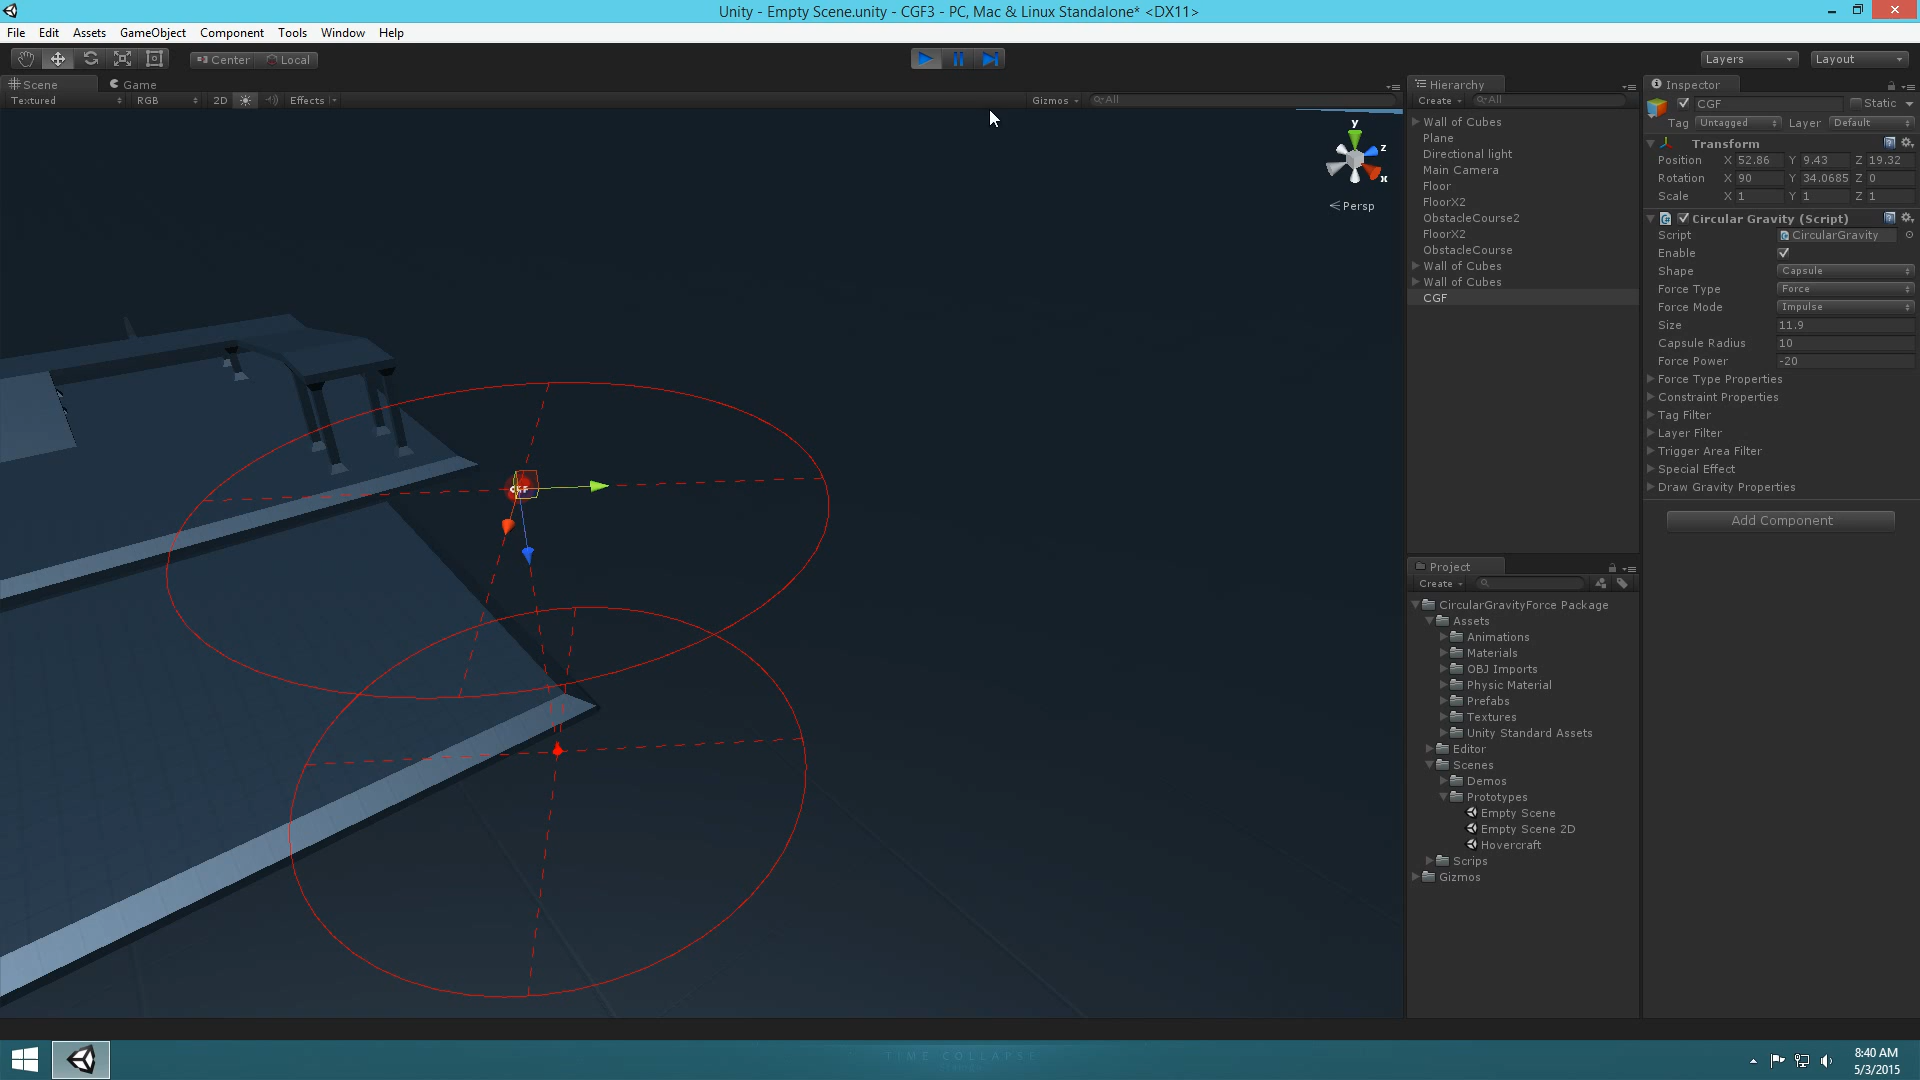 Unity - Empty Scene.unity - CGF3 - PC, Mac & Linux Standalone* <DX11>
File Edit Assets GameObject Component Tools Window Help
Center Local
Layers Layout
Scene Game
Textured RGB 2D Effects Gizmos All
y
z
x
Persp
CGF
Hierarchy
Create All
Wall of Cubes
Plane
Directional light
Main Camera
Floor
FloorX2
ObstacleCourse2
FloorX2
ObstacleCourse
Wall of Cubes
Wall of Cubes
CGF
Project
Create
CircularGravityForce Package
Assets
Animations
Materials
OBJ Imports
Physic Material
Prefabs
Textures
Unity Standard Assets
Editor
Scenes
Demos
Prototypes
Empty Scene
Empty Scene 2D
Hovercraft
Scrips
Gizmos
Inspector
CGF Static
Tag Untagged Layer Default
Transform
Position X 52.86 Y 9.43 Z 19.32
Rotation X 90 Y 34.0685 Z 0
Scale X 1 Y 1 Z 1
Circular Gravity (Script)
Script CircularGravity
Enable
Shape Capsule
Force Type Force
Force Mode Impulse
Size 11.9
Capsule Radius 10
Force Power -20
Force Type Properties
Constraint Properties
Tag Filter
Layer Filter
Trigger Area Filter
Special Effect
Draw Gravity Properties
Add Component
8:40 AM
5/3/2015